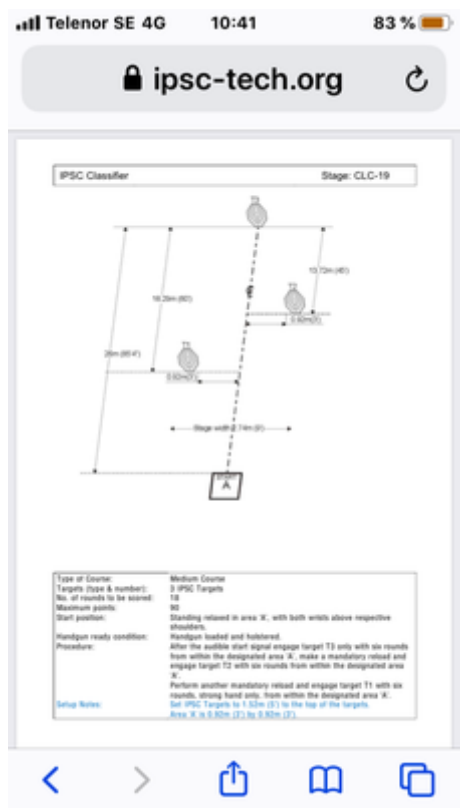 Telenor SE 4G 10:41 83 %
ipsc-tech.org
IPSC Classifier Stage: CLC-19
T3
13.72m (45')
18.29m (60')
T2
0.92m(3')
T1
26m (85'4")
0.92m(3')
Stage width 2.74m (9')
START
A
Type of Course: Medium Course
Targets (type & number): 3 IPSC Targets
No. of rounds to be scored: 18
Maximum points: 90
Start position: Standing relaxed in area 'A', with both wrists above respective
shoulders.
Handgun ready condition: Handgun loaded and holstered.
Procedure: After the audible start signal engage target T3 only with six rounds
from within the designated area 'A', make a mandatory reload and
engage target T2 with six rounds from within the designated area
'A'.
Perform another mandatory reload and engage target T1 with six
rounds, strong hand only, from within the designated area 'A'.
Setup Notes: Set IPSC Targets to 1.52m (5') to the top of the targets.
Area 'A' is 0.92m (3') by 0.92m (3').